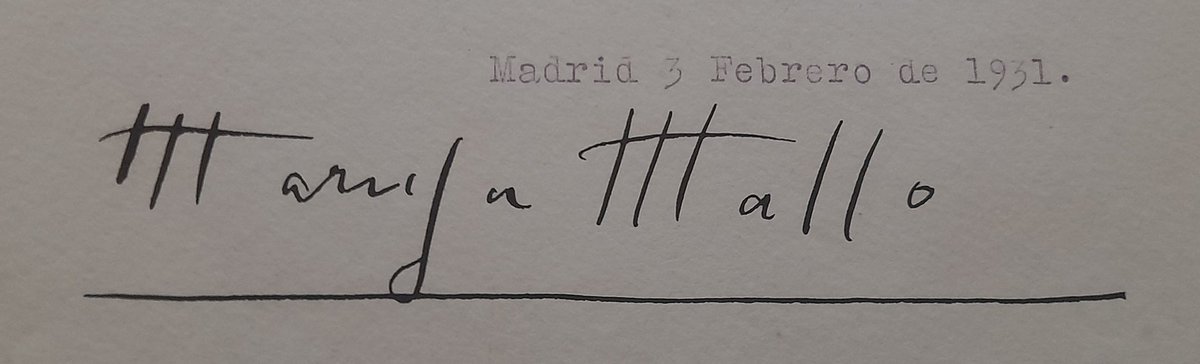 Madrid 3 Febrero de 1931.
Maruja Mallo